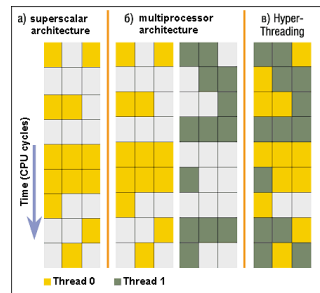 а) superscalar
architecture
б) multiprocessor
architecture
в) Hyper-
Threading
Time (CPU cycles)
Thread 0
Thread 1